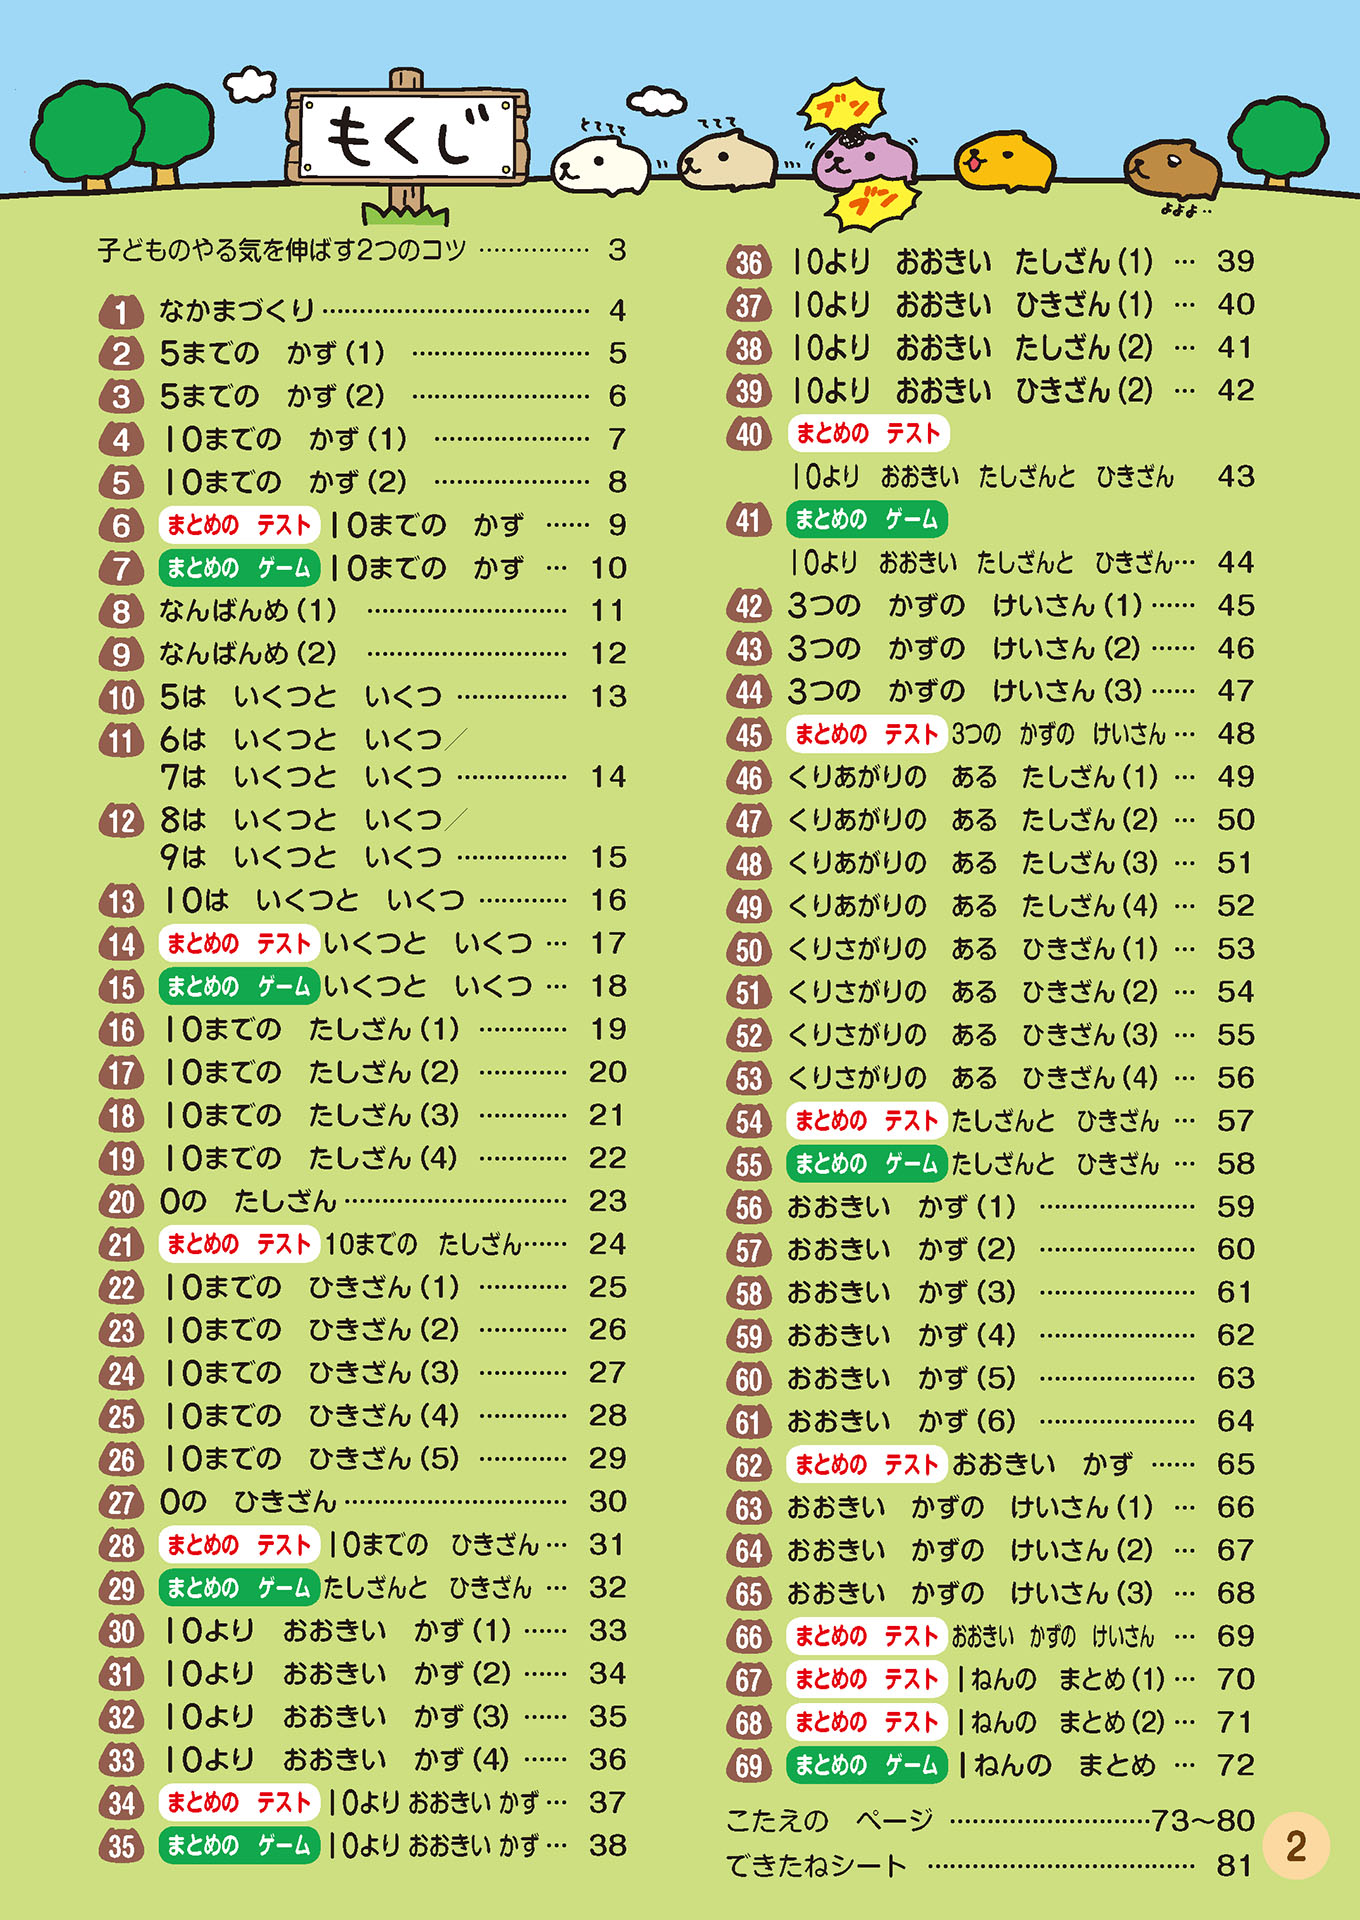 もくじ
とててて
ててて
ブン
ブン
よよよ‥
子どものやる気を伸ばす2つのコツ …………… 3
1 なかまづくり ……………………………… 4
2 5までの かず(1) …………………… 5
3 5までの かず(2) …………………… 6
4 10までの かず(1) ………………… 7
5 10までの かず(2) ………………… 8
6 まとめの テスト 10までの かず …… 9
7 まとめの ゲーム 10までの かず … 10
8 なんばんめ(1) ……………………… 11
9 なんばんめ(2) ……………………… 12
10 5は いくつと いくつ …………… 13
11 6は いくつと いくつ／
7は いくつと いくつ …………… 14
12 8は いくつと いくつ／
9は いくつと いくつ …………… 15
13 10は いくつと いくつ ………… 16
14 まとめの テスト いくつと いくつ … 17
15 まとめの ゲーム いくつと いくつ … 18
16 10までの たしざん(1) ………… 19
17 10までの たしざん(2) ………… 20
18 10までの たしざん(3) ………… 21
19 10までの たしざん(4) ………… 22
20 0の たしざん ………………………… 23
21 まとめの テスト 10までの たしざん …… 24
22 10までの ひきざん(1) ………… 25
23 10までの ひきざん(2) ………… 26
24 10までの ひきざん(3) ………… 27
25 10までの ひきざん(4) ………… 28
26 10までの ひきざん(5) ………… 29
27 0の ひきざん ………………………… 30
28 まとめの テスト 10までの ひきざん … 31
29 まとめの ゲーム たしざんと ひきざん … 32
30 10より おおきい かず(1) …… 33
31 10より おおきい かず(2) …… 34
32 10より おおきい かず(3) …… 35
33 10より おおきい かず(4) …… 36
34 まとめの テスト 10より おおきい かず … 37
35 まとめの ゲーム 10より おおきい かず … 38
36 10より おおきい たしざん(1) … 39
37 10より おおきい ひきざん(1) … 40
38 10より おおきい たしざん(2) … 41
39 10より おおきい ひきざん(2) … 42
40 まとめの テスト
10より おおきい たしざんと ひきざん 43
41 まとめの ゲーム
10より おおきい たしざんと ひきざん … 44
42 3つの かずの けいさん(1) …… 45
43 3つの かずの けいさん(2) …… 46
44 3つの かずの けいさん(3) …… 47
45 まとめの テスト 3つの かずの けいさん … 48
46 くりあがりの ある たしざん(1) … 49
47 くりあがりの ある たしざん(2) … 50
48 くりあがりの ある たしざん(3) … 51
49 くりあがりの ある たしざん(4) … 52
50 くりさがりの ある ひきざん(1) … 53
51 くりさがりの ある ひきざん(2) … 54
52 くりさがりの ある ひきざん(3) … 55
53 くりさがりの ある ひきざん(4) … 56
54 まとめの テスト たしざんと ひきざん … 57
55 まとめの ゲーム たしざんと ひきざん … 58
56 おおきい かず(1) ………………… 59
57 おおきい かず(2) ………………… 60
58 おおきい かず(3) ………………… 61
59 おおきい かず(4) ………………… 62
60 おおきい かず(5) ………………… 63
61 おおきい かず(6) ………………… 64
62 まとめの テスト おおきい かず …… 65
63 おおきい かずの けいさん(1) … 66
64 おおきい かずの けいさん(2) … 67
65 おおきい かずの けいさん(3) … 68
66 まとめの テスト おおきい かずの けいさん … 69
67 まとめの テスト 1ねんの まとめ(1) … 70
68 まとめの テスト 1ねんの まとめ(2) … 71
69 まとめの ゲーム 1ねんの まとめ … 72
こたえの ページ ……………………… 73〜80
できたねシート ……………………………… 81
2